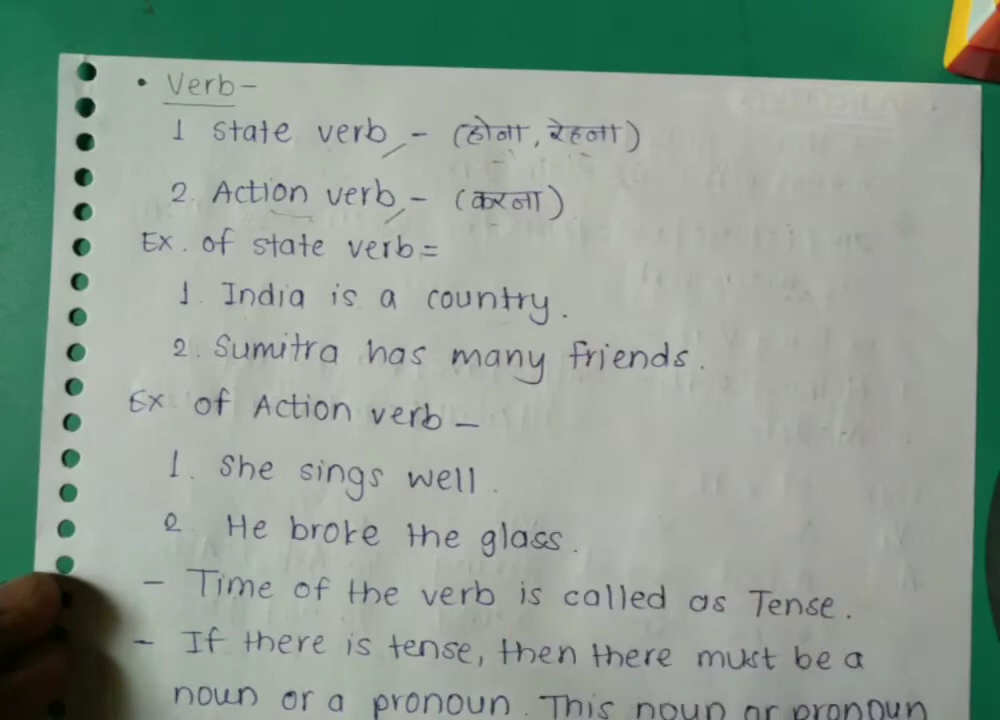 • Verb-
1 State verb - (होना, रेहना)
2. Action verb - (करना)
Ex. of state verb=
1. India is a country.
2. Sumitra has many friends.
Ex of Action verb -
1. She sings well.
2 He broke the glass.
- Time of the verb is called as Tense.
- If there is tense, then there must be a
noun or a pronoun. This noun or pronoun